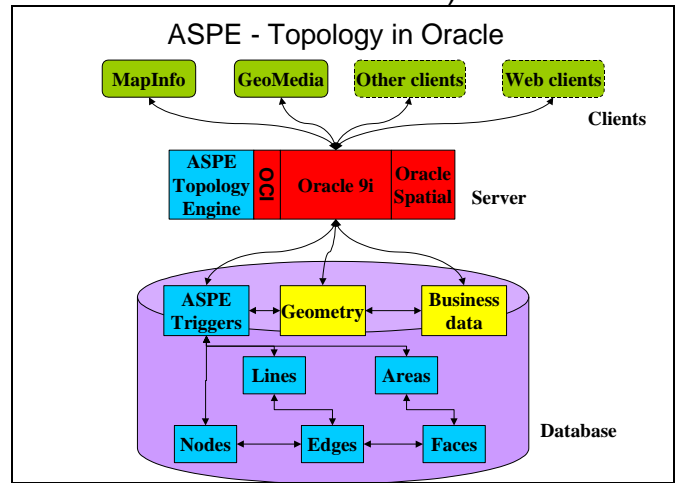 ASPE - Topology in Oracle
MapInfo
GeoMedia
Other clients
Web clients
Clients
ASPE
Topology
Engine
OCI
Oracle 9i
Oracle
Spatial
Server
ASPE
Triggers
Geometry
Business
data
Lines
Areas
Nodes
Edges
Faces
Database